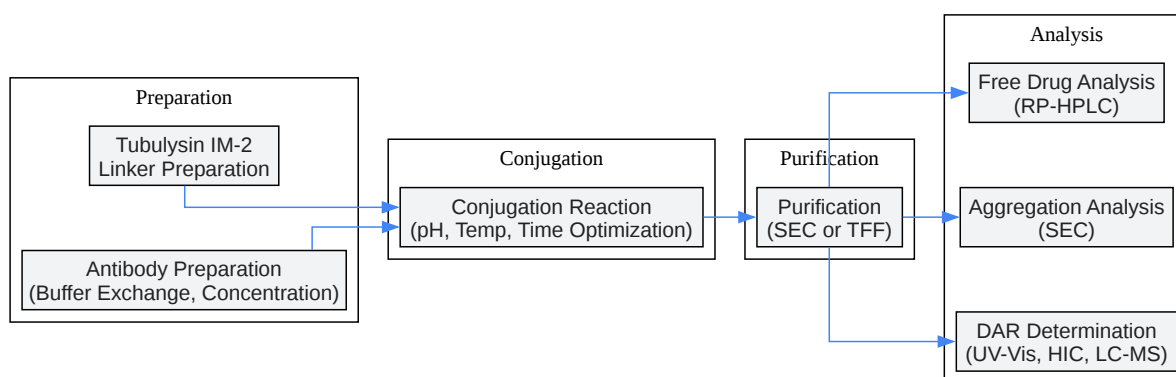 Preparation
Tubulysin IM-2
Linker Preparation
Antibody Preparation
(Buffer Exchange, Concentration)
Conjugation
Conjugation Reaction
(pH, Temp, Time Optimization)
Purification
Purification
(SEC or TFF)
Analysis
Free Drug Analysis
(RP-HPLC)
Aggregation Analysis
(SEC)
DAR Determination
(UV-Vis, HIC, LC-MS)